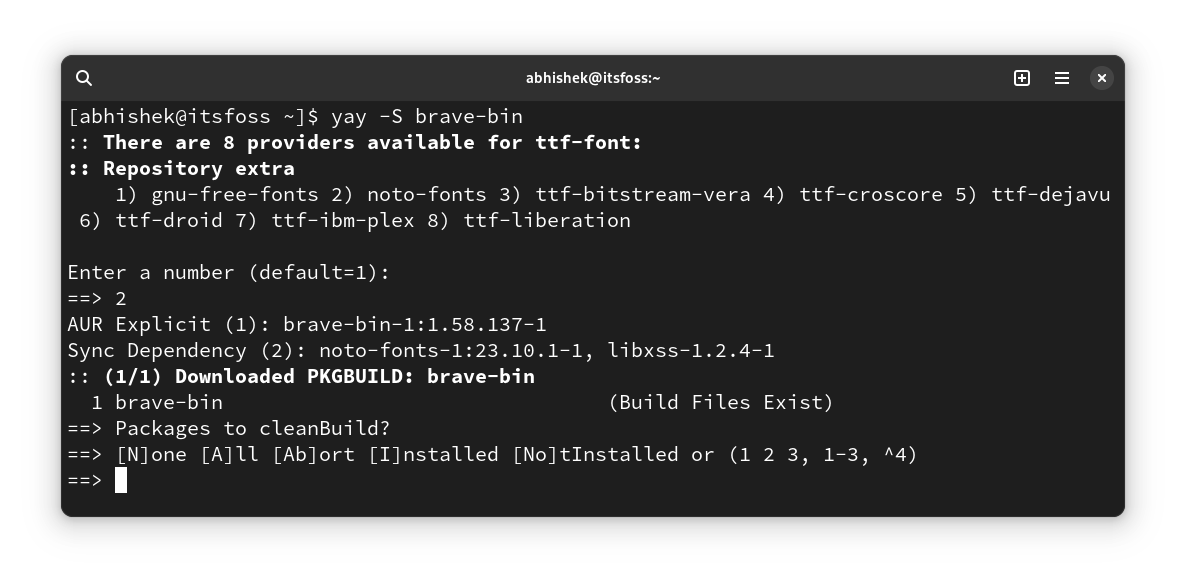 abhishek@itsfoss:~
[abhishek@itsfoss ~]$ yay -S brave-bin
:: There are 8 providers available for ttf-font:
:: Repository extra
    1) gnu-free-fonts 2) noto-fonts 3) ttf-bitstream-vera 4) ttf-croscore 5) ttf-dejavu
 6) ttf-droid 7) ttf-ibm-plex 8) ttf-liberation

Enter a number (default=1):
==> 2
AUR Explicit (1): brave-bin-1:1.58.137-1
Sync Dependency (2): noto-fonts-1:23.10.1-1, libxss-1.2.4-1
:: (1/1) Downloaded PKGBUILD: brave-bin
  1 brave-bin                                (Build Files Exist)
==> Packages to cleanBuild?
==> [N]one [A]ll [Ab]ort [I]nstalled [No]tInstalled or (1 2 3, 1-3, ^4)
==>